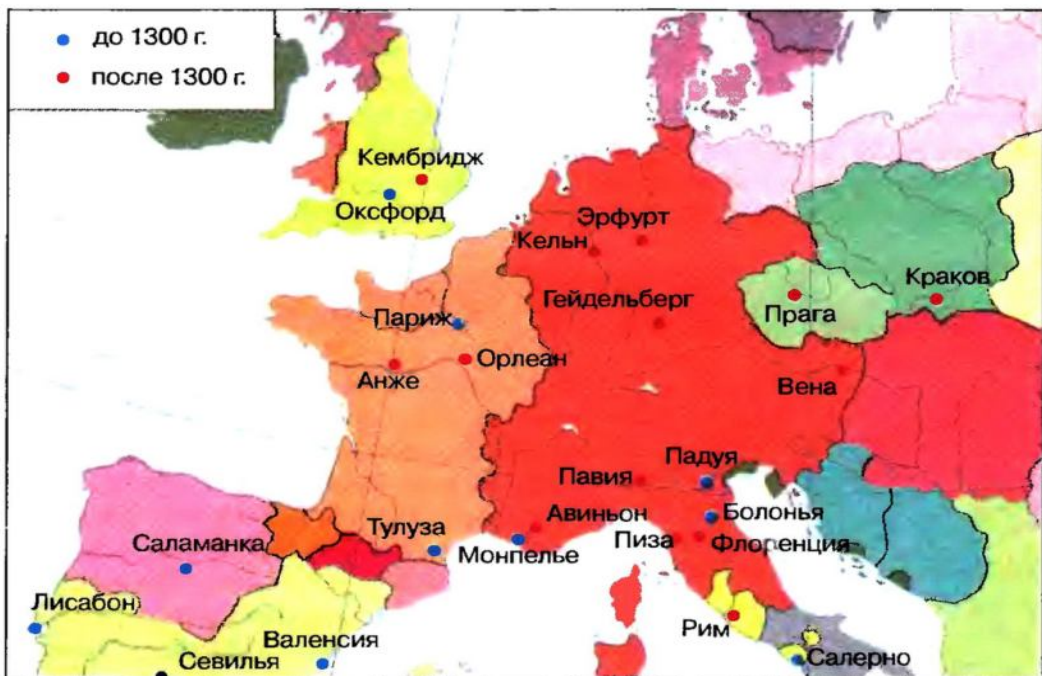 до 1300 г.
после 1300 г.
Кембридж
Оксфорд
Эрфурт
Кельн
Гейдельберг
Краков
Прага
Париж
Орлеан
Анже
Вена
Падуя
Павия
Болонья
Авиньон
Тулуза
Монпелье
Пиза
Флоренция
Саламанка
Лисабон
Рим
Валенсия
Севилья
Салерно